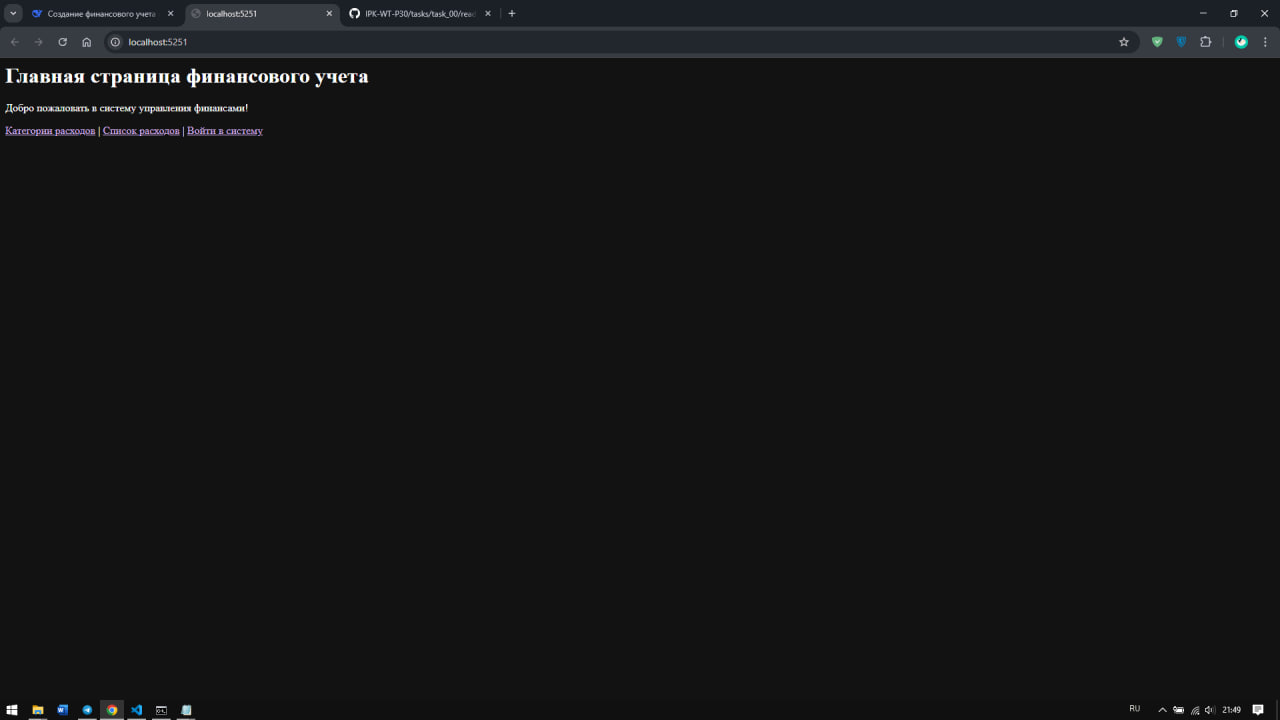 Создание финансового учета
localhost:5251
IPK-WT-P30/tasks/task_00/read
localhost:5251
Главная страница финансового учета
Добро пожаловать в систему управления финансами!
Категории расходов | Список расходов | Войти в систему
RU
21:49